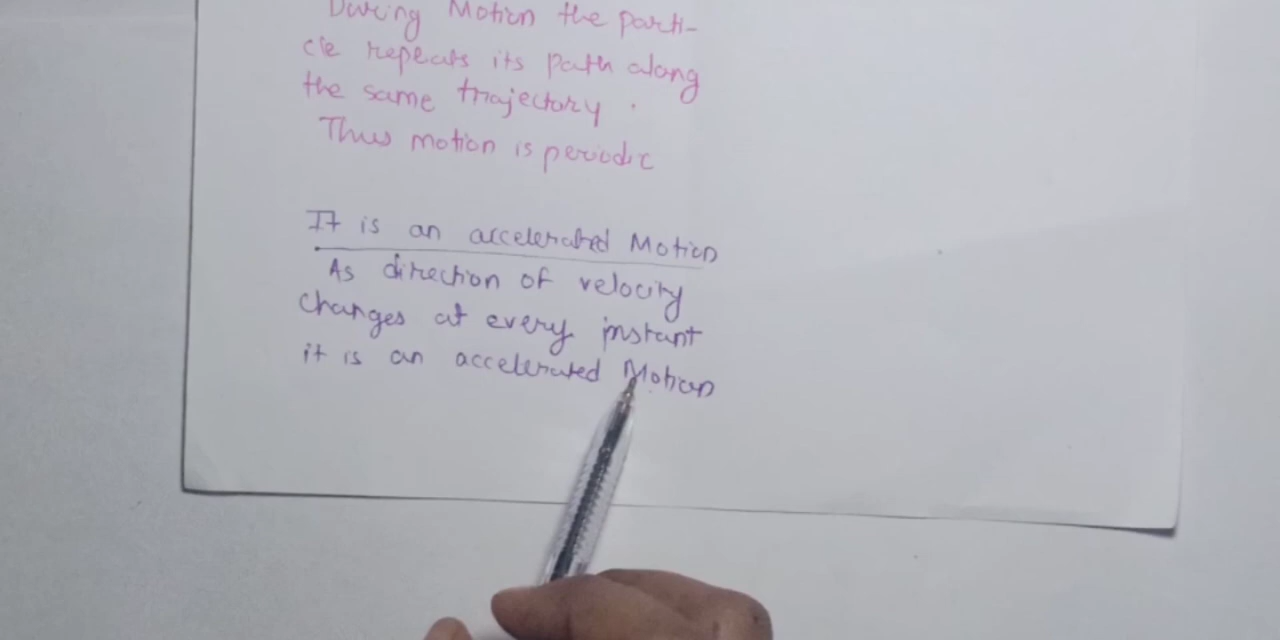 During Motion the parti-
cle repeats its path along
the same trajectory.
Thus motion is periodic
It is an accelerated Motion
As direction of velocity
changes at every instant
it is an accelerated Motion